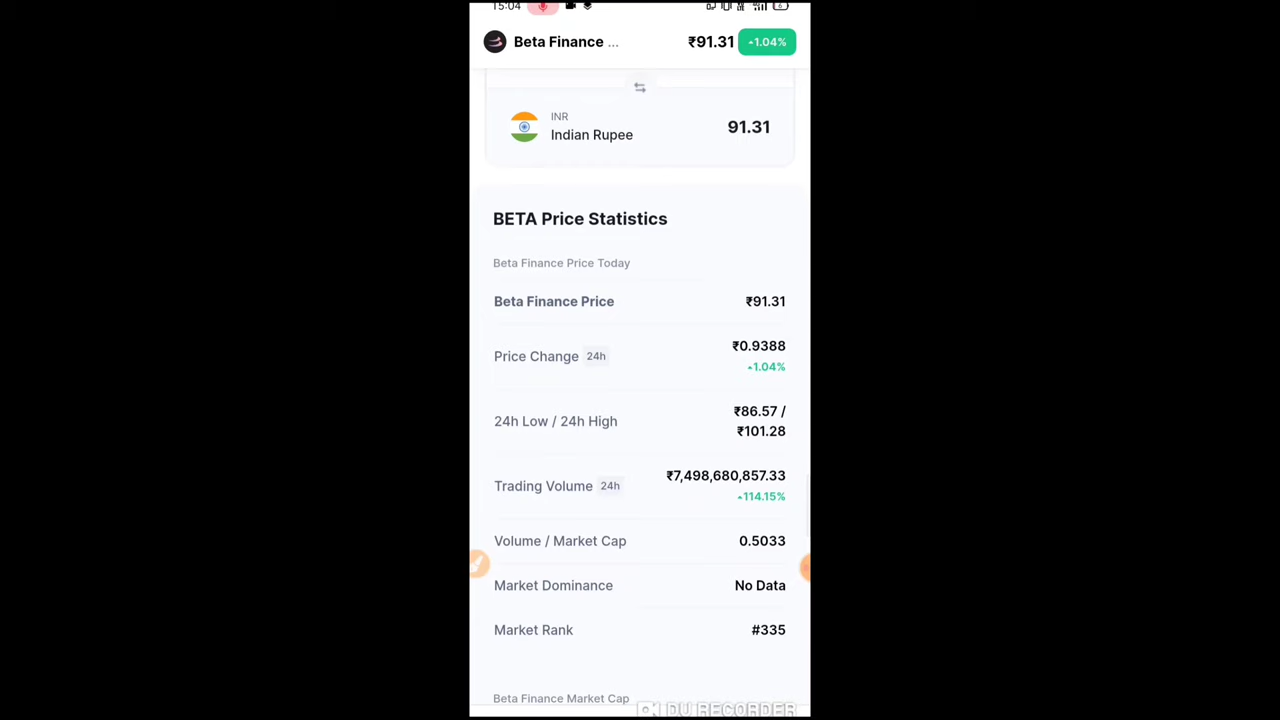 15:04
Beta Finance ... ₹91.31 1.04%
INR
Indian Rupee 91.31
BETA Price Statistics
Beta Finance Price Today
Beta Finance Price ₹91.31
Price Change 24h ₹0.9388
1.04%
24h Low / 24h High ₹86.57 /
₹101.28
Trading Volume 24h ₹7,498,680,857.33
114.15%
Volume / Market Cap 0.5033
Market Dominance No Data
Market Rank #335
Beta Finance Market Cap
DU RECORDER